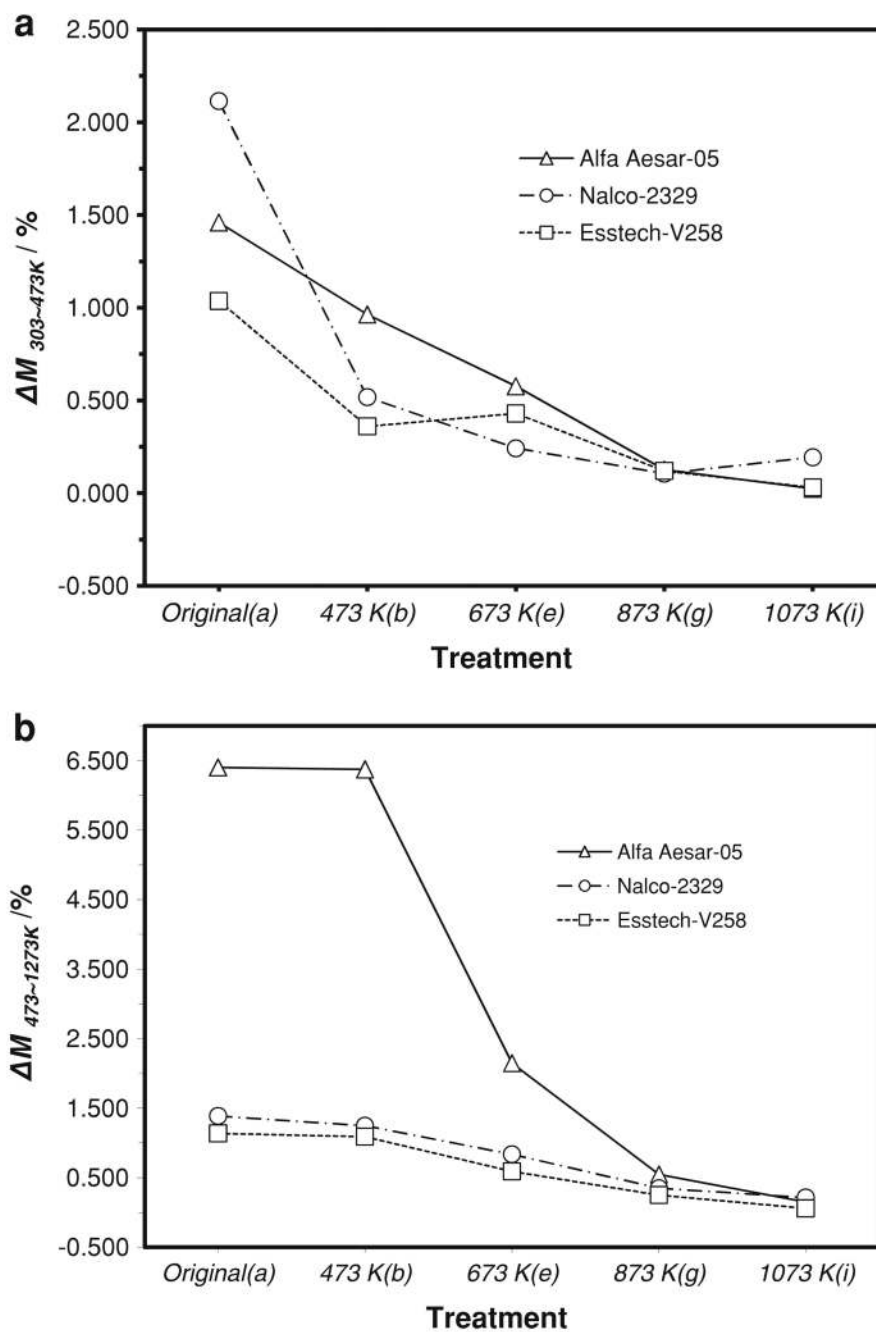 a
2.500
2.000
1.500
1.000
0.500
0.000
-0.500
ΔM 303~473K / %
Alfa Aesar-05
Nalco-2329
Esstech-V258
Original(a) 473 K(b) 673 K(e) 873 K(g) 1073 K(i)
Treatment
b
6.500
5.500
4.500
3.500
2.500
1.500
0.500
-0.500
ΔM 473~1273K /%
Alfa Aesar-05
Nalco-2329
Esstech-V258
Original(a) 473 K(b) 673 K(e) 873 K(g) 1073 K(i)
Treatment